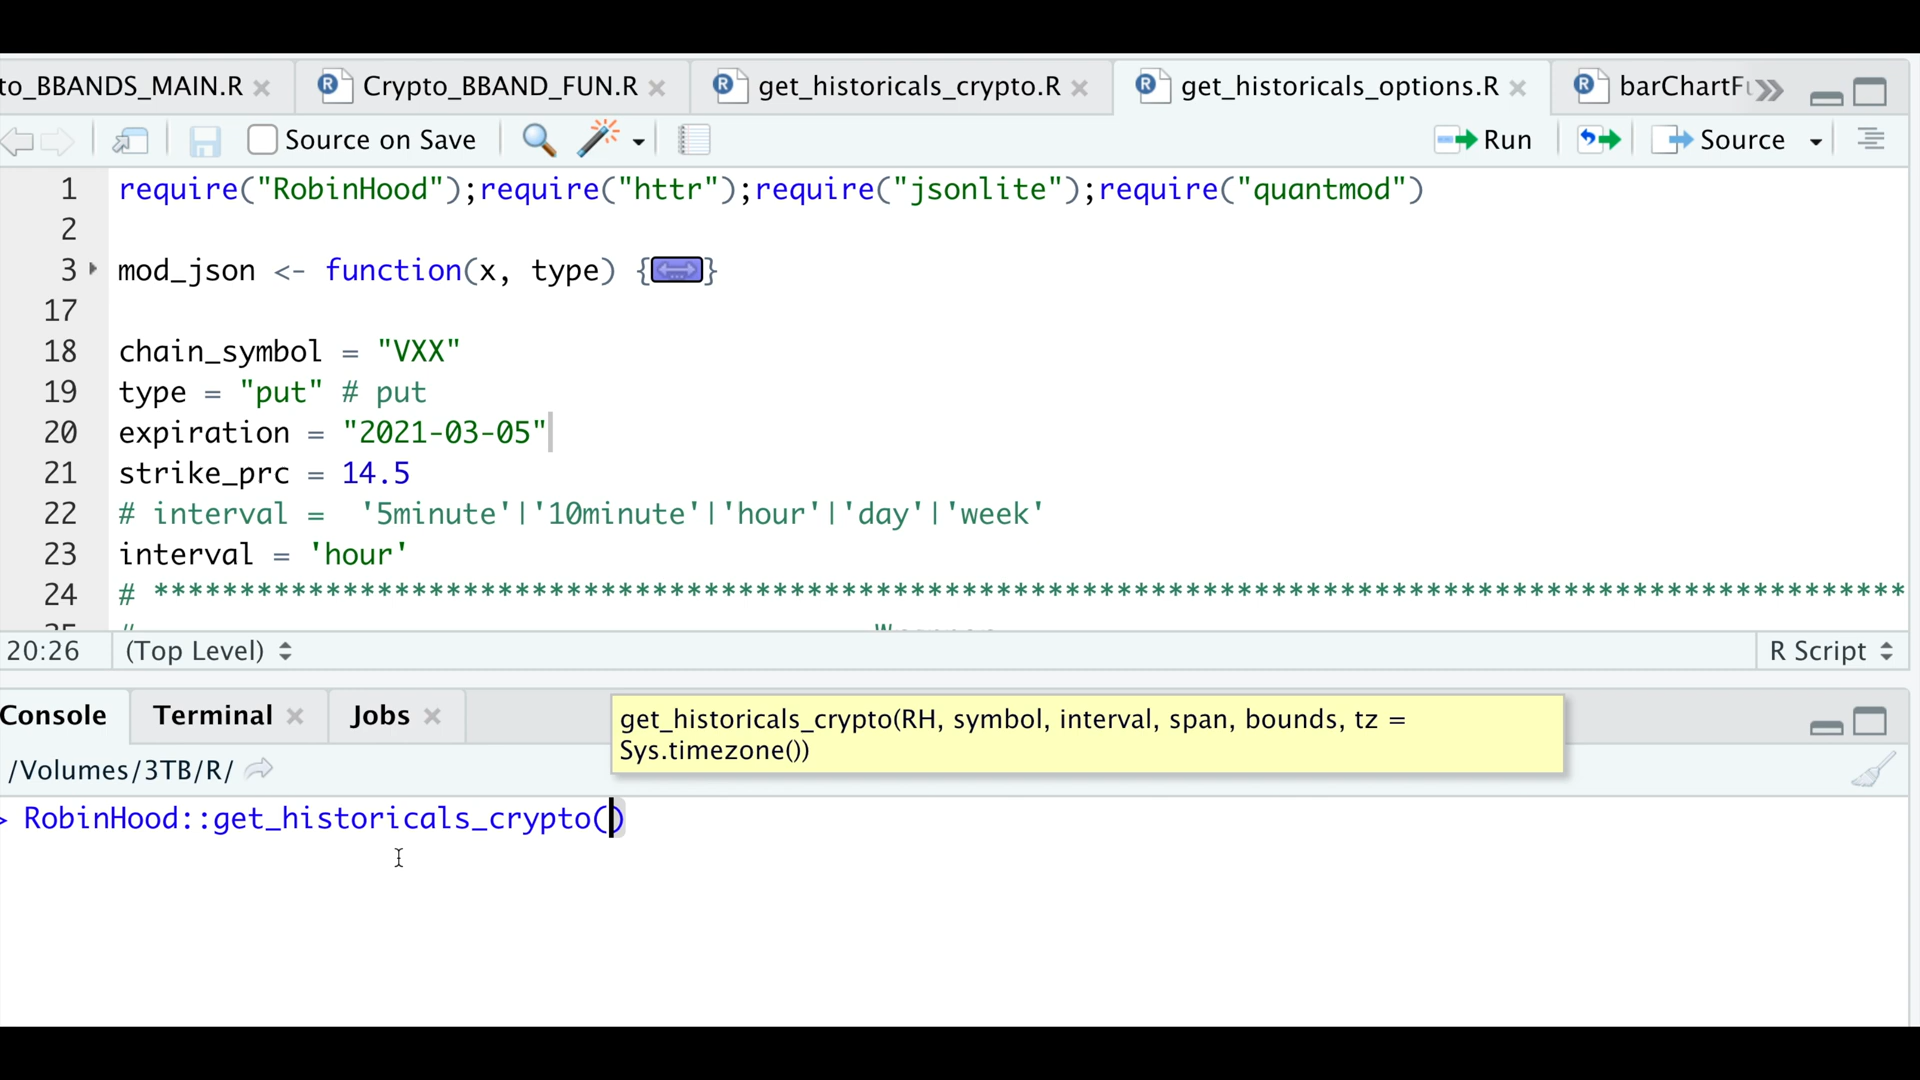 to_BBANDS_MAIN.R
Crypto_BBAND_FUN.R
get_historicals_crypto.R
get_historicals_options.R
Source on Save
Run
Source
1 require("RobinHood");require("httr");require("jsonlite");require("quantmod")
2
3 mod_json <- function(x, type) {}
17
18 chain_symbol = "VXX"
19 type = "put" # put
20 expiration = "2021-03-05"
21 strike_prc = 14.5
22 # interval =  '5minute'|'10minute'|'hour'|'day'|'week'
23 interval = 'hour'
24 # *******************************************************************************************************
20:26 (Top Level) R Script
Console Terminal Jobs
get_historicals_crypto(RH, symbol, interval, span, bounds, tz =
Sys.timezone())
/Volumes/3TB/R/
> RobinHood::get_historicals_crypto()